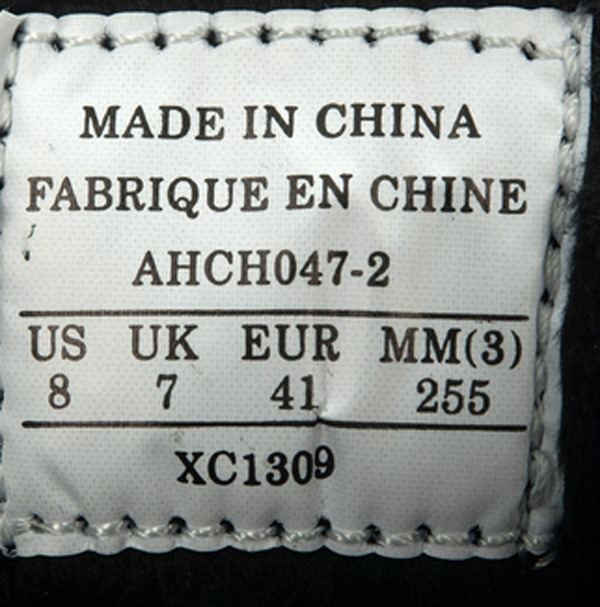 MADE IN CHINA
FABRIQUE EN CHINE
AHCH047-2
US UK EUR MM(3)
8 7 41 255
XC1309